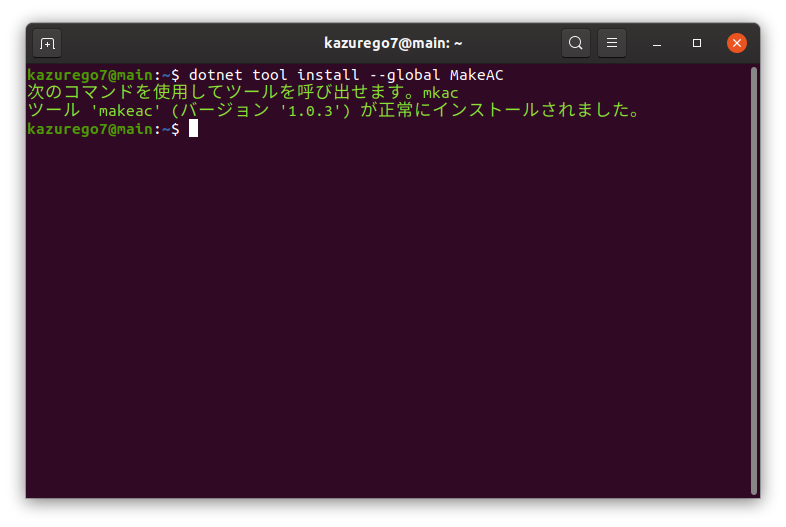 kazurego7@main: ~
kazurego7@main:~$ dotnet tool install --global MakeAC
次のコマンドを使用してツールを呼び出せます。mkac
ツール 'makeac' (バージョン '1.0.3') が正常にインストールされました。
kazurego7@main:~$